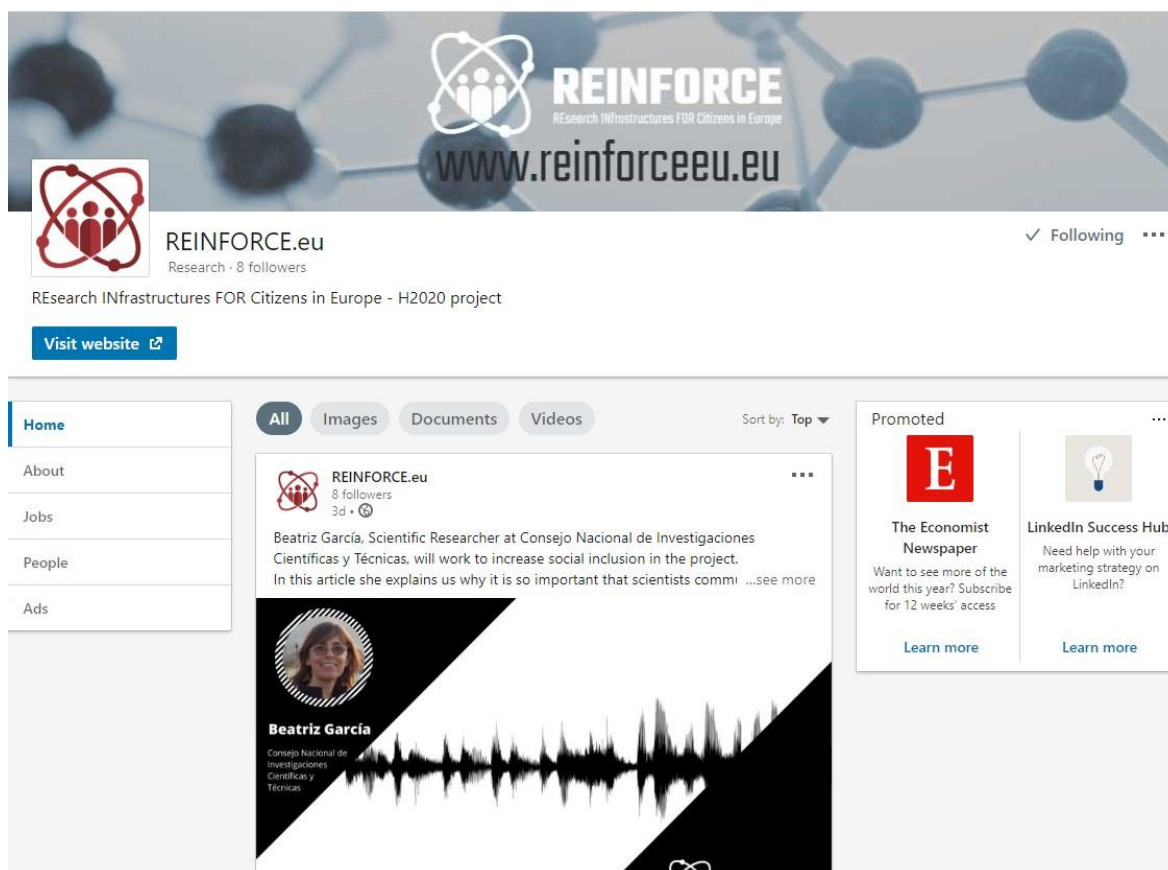 REINFORCE
REsearch INfrastructures FOR Citizens in Europe
www.reinforceeu.eu
REINFORCE.eu
Research · 8 followers
✓ Following ...
REsearch INfrastructures FOR Citizens in Europe - H2020 project
Visit website
Home
About
Jobs
People
Ads
All Images Documents Videos
Sort by: Top
REINFORCE.eu
8 followers
3d •
Beatriz García, Scientific Researcher at Consejo Nacional de Investigaciones
Científicas y Técnicas, will work to increase social inclusion in the project.
In this article she explains us why it is so important that scientists commu ...see more
Beatriz García
Consejo Nacional de
Investigaciones
Científicas y
Técnicas
Promoted
E
The Economist
Newspaper
Want to see more of the
world this year? Subscribe
for 12 weeks' access
Learn more
LinkedIn Success Hub
Need help with your
marketing strategy on
LinkedIn?
Learn more